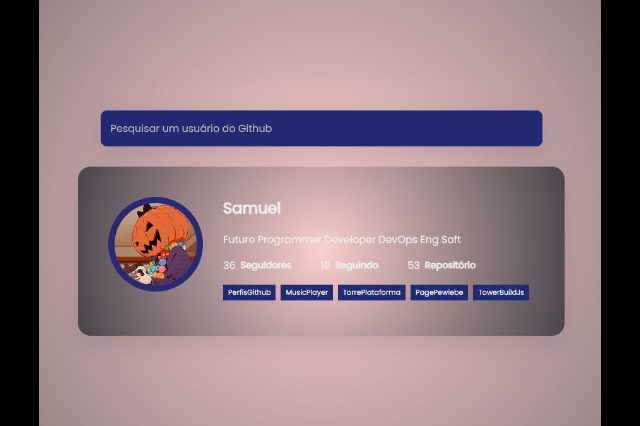 Pesquisar um usuário do Github
Samuel
Future Programmer Developer DevOps Eng Soft
36 Seguidores 19 Seguindo 53 Repositório
PerfisGithub MusicPlayer TorrePlataforma PagePewiebe TowerBuildJs